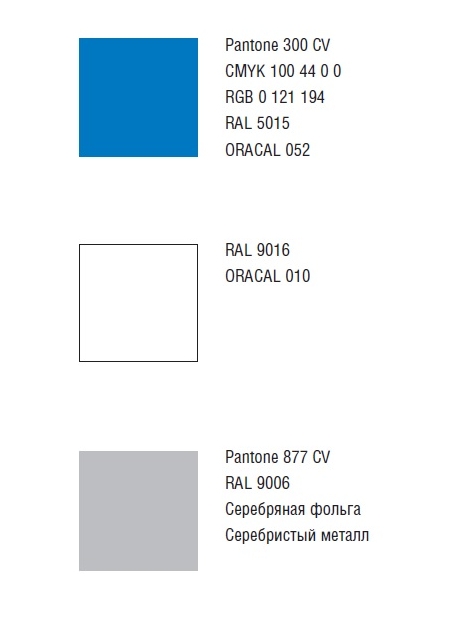 Pantone 300 CV
CMYK 100 44 0 0
RGB 0 121 194
RAL 5015
ORACAL 052
RAL 9016
ORACAL 010
Pantone 877 CV
RAL 9006
Серебряная фольга
Серебристый металл